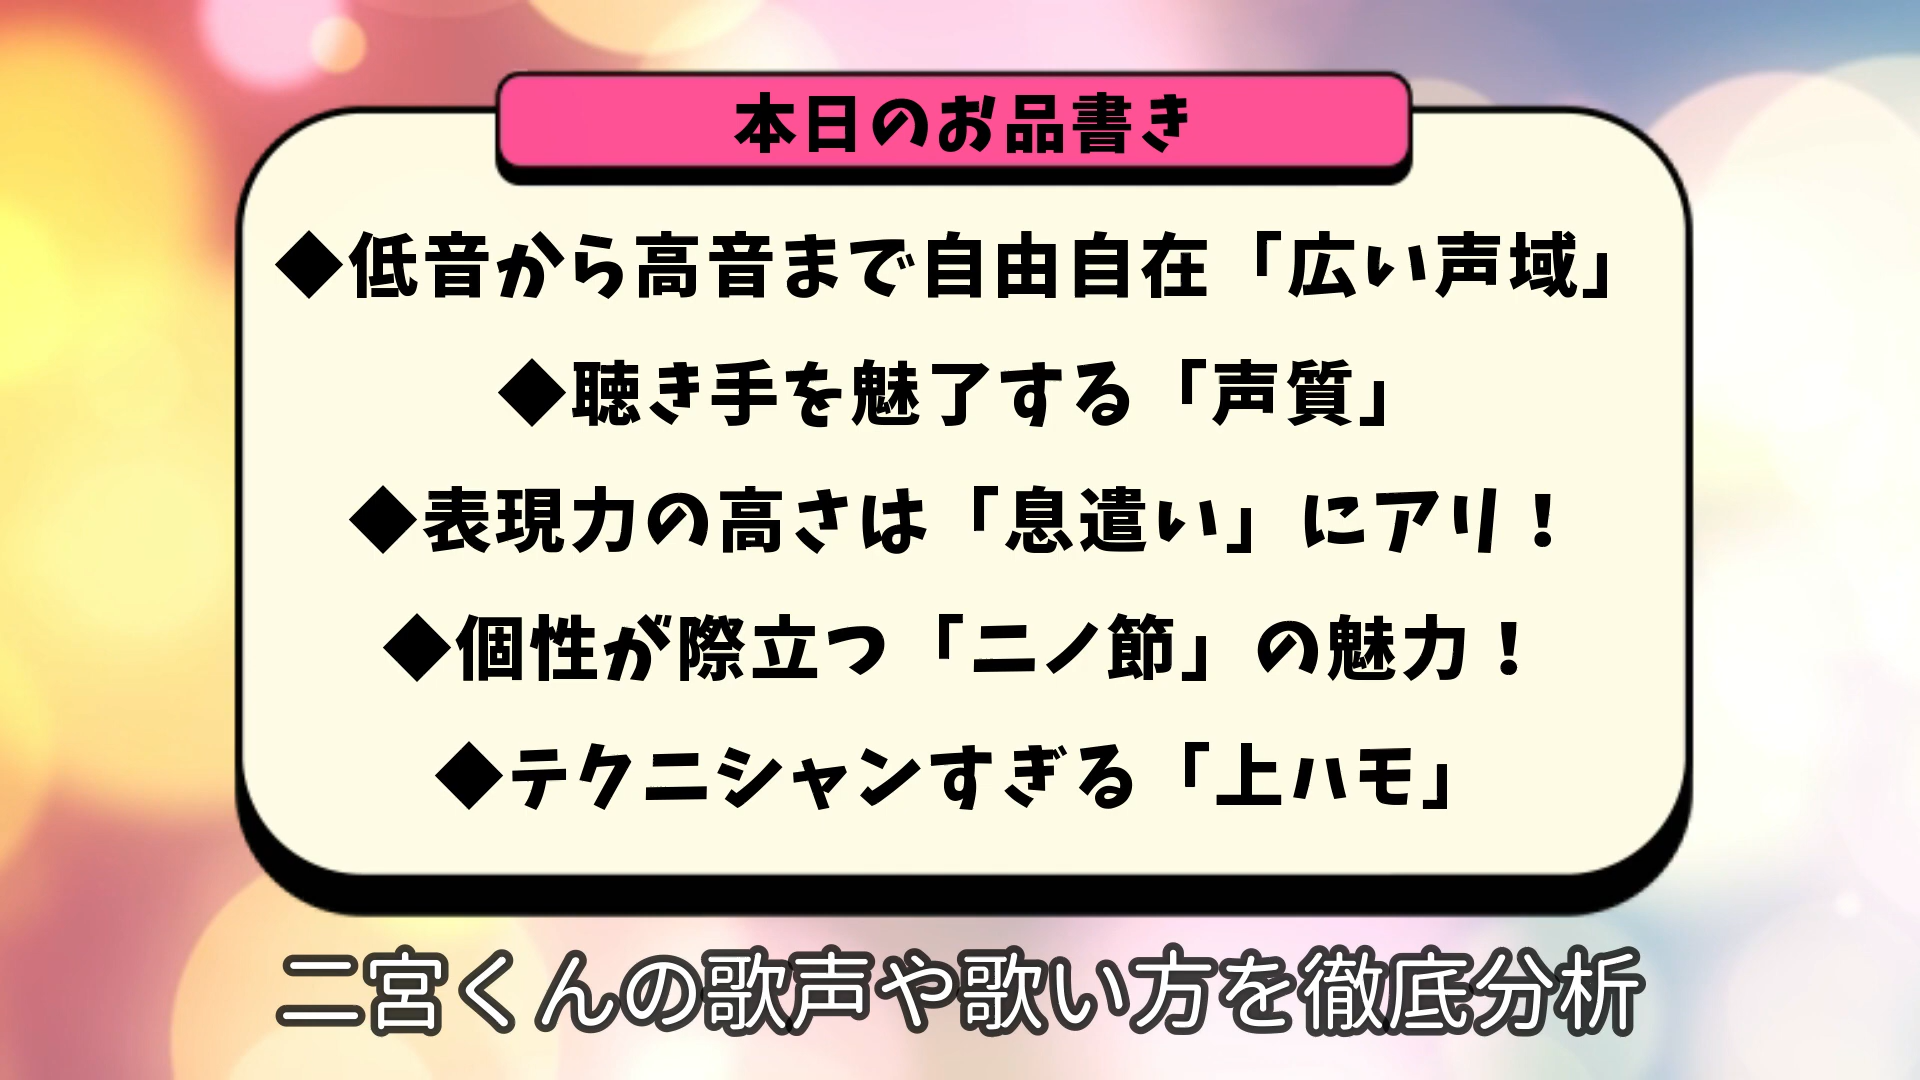 本日のお品書き
◆低音から高音まで自由自在「広い声域」
◆聴き手を魅了する「声質」
◆表現力の高さは「息遣い」にアリ！
◆個性が際立つ「ニノ節」の魅力！
◆テクニシャンすぎる「上ハモ」
二宮くんの歌声や歌い方を徹底分析